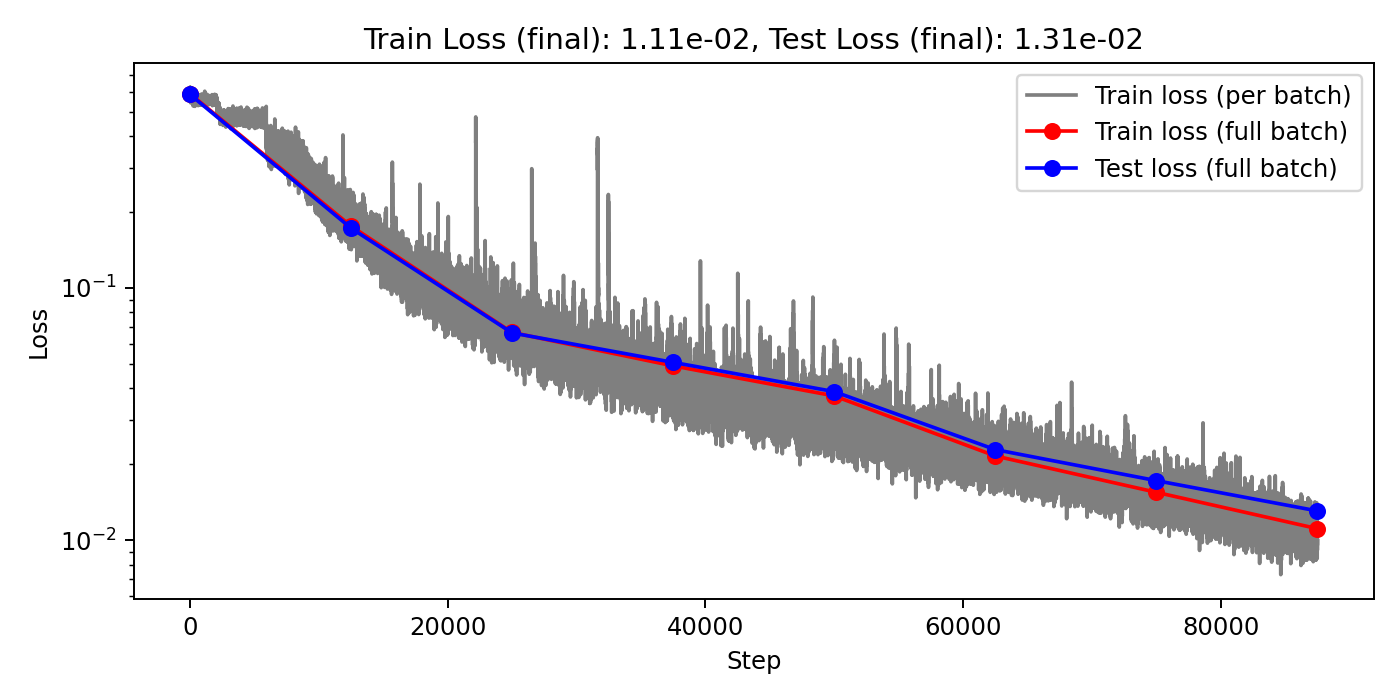 Train Loss (final): 1.11e-02, Test Loss (final): 1.31e-02
Train loss (per batch)
Train loss (full batch)
Test loss (full batch)
Loss
10⁻¹
10⁻²
0 20000 40000 60000 80000
Step